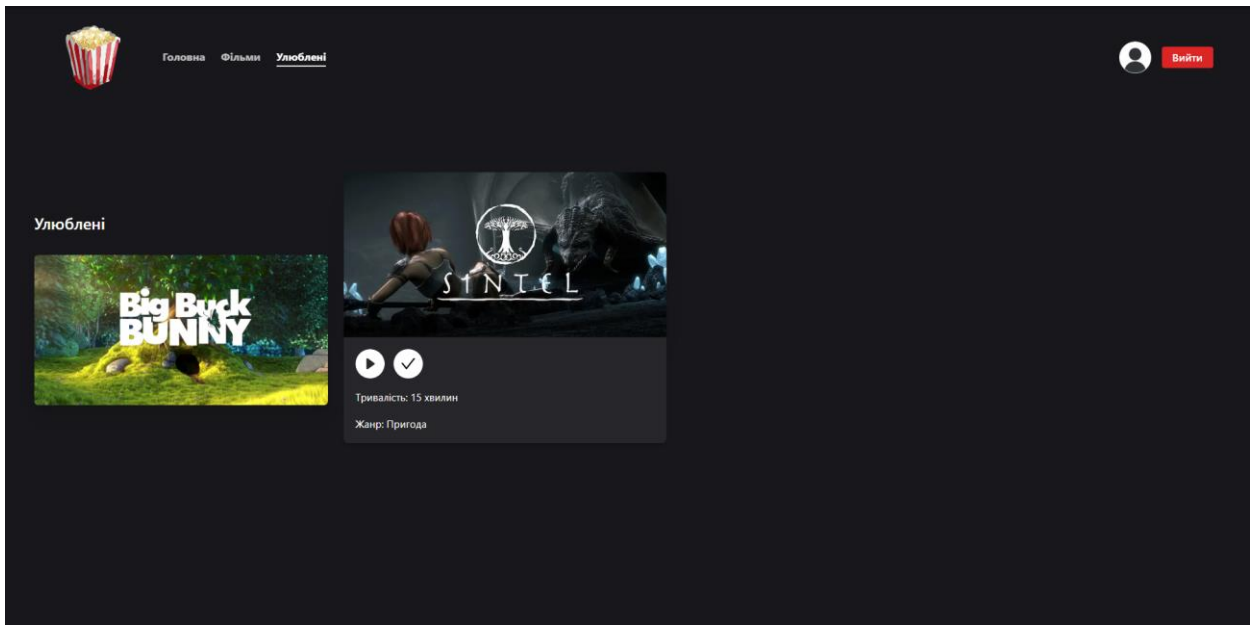 Головна Фільми Улюблені
Вийти
Улюблені
Big Buck
BUNNY
SINTEL
Тривалість: 15 хвилин
Жанр: Пригода